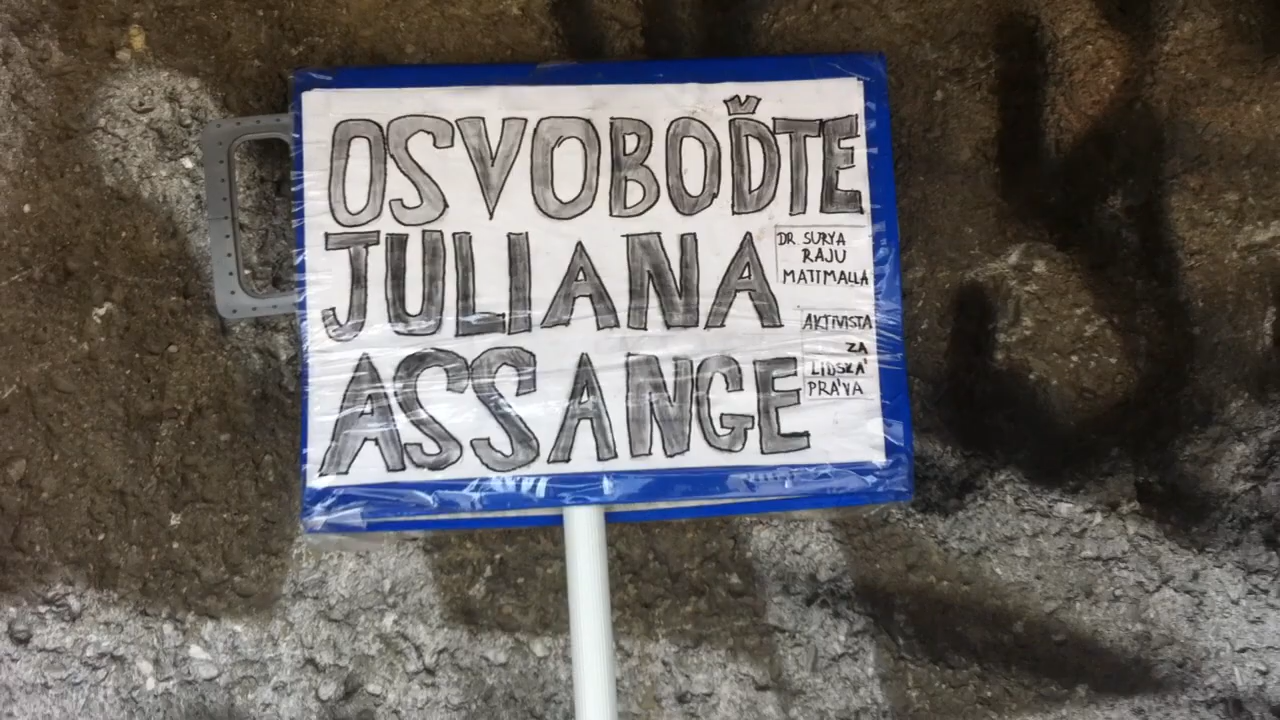 OSVOBOĎTE
JULIANA
ASSANGE
DR. SURYA
RAJU
MATIMALLA
AKTIVISTA
ZA
LIDSKÁ
PRÁVA